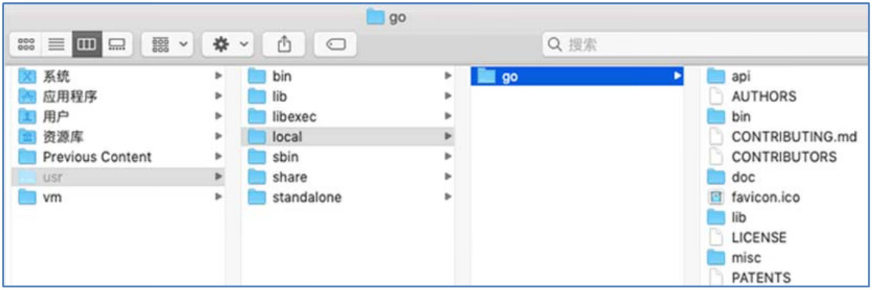 go
搜索
系统
应用程序
用户
资源库
Previous Content
usr
vm
bin
lib
libexec
local
sbin
share
standalone
go
api
AUTHORS
bin
CONTRIBUTING.md
CONTRIBUTORS
doc
favicon.ico
lib
LICENSE
misc
PATENTS